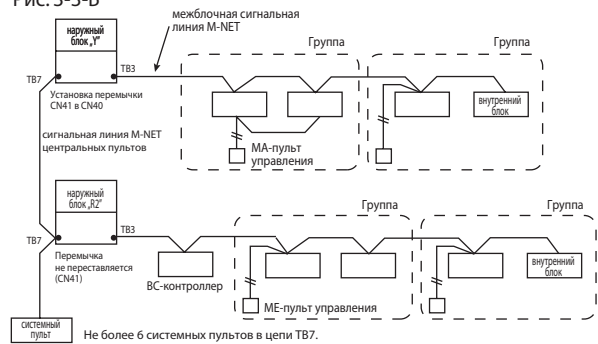 Рис. 3-3-Б
межблочная сигнальная
линия M-NET
наружный
блок „Y”
Группа
Группа
TB7
TB3
Установка перемычки
CN41 в CN40
внутренний
блок
сигнальная линия M-NET
центральных пультов
МА-пульт
управления
наружный
блок „R2”
Группа
Группа
TB7
TB3
Перемычка
не переставляется
(CN41)
BC-контроллер
внутренний
блок
МЕ-пульт управления
системный
пульт
Не более 6 системных пультов в цепи TB7.